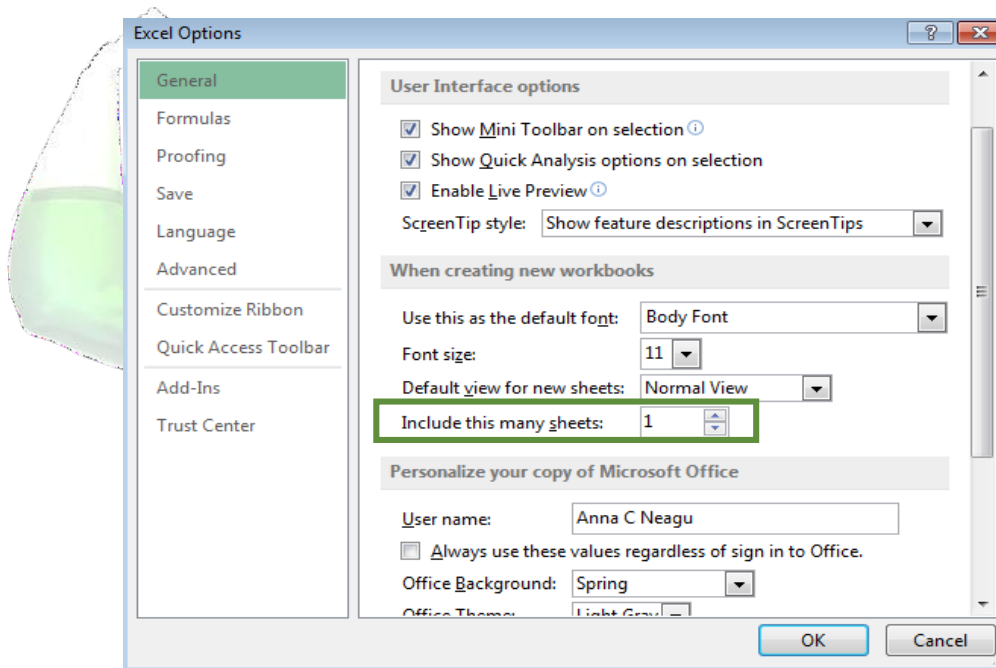 Excel Options
?
General
Formulas
Proofing
Save
Language
Advanced
Customize Ribbon
Quick Access Toolbar
Add-Ins
Trust Center
User Interface options
Show Mini Toolbar on selection
Show Quick Analysis options on selection
Enable Live Preview
ScreenTip style: Show feature descriptions in ScreenTips
When creating new workbooks
Use this as the default font: Body Font
Font size: 11
Default view for new sheets: Normal View
Include this many sheets: 1
Personalize your copy of Microsoft Office
User name: Anna C Neagu
Always use these values regardless of sign in to Office.
Office Background: Spring
Office Theme: Light Gray
OK Cancel